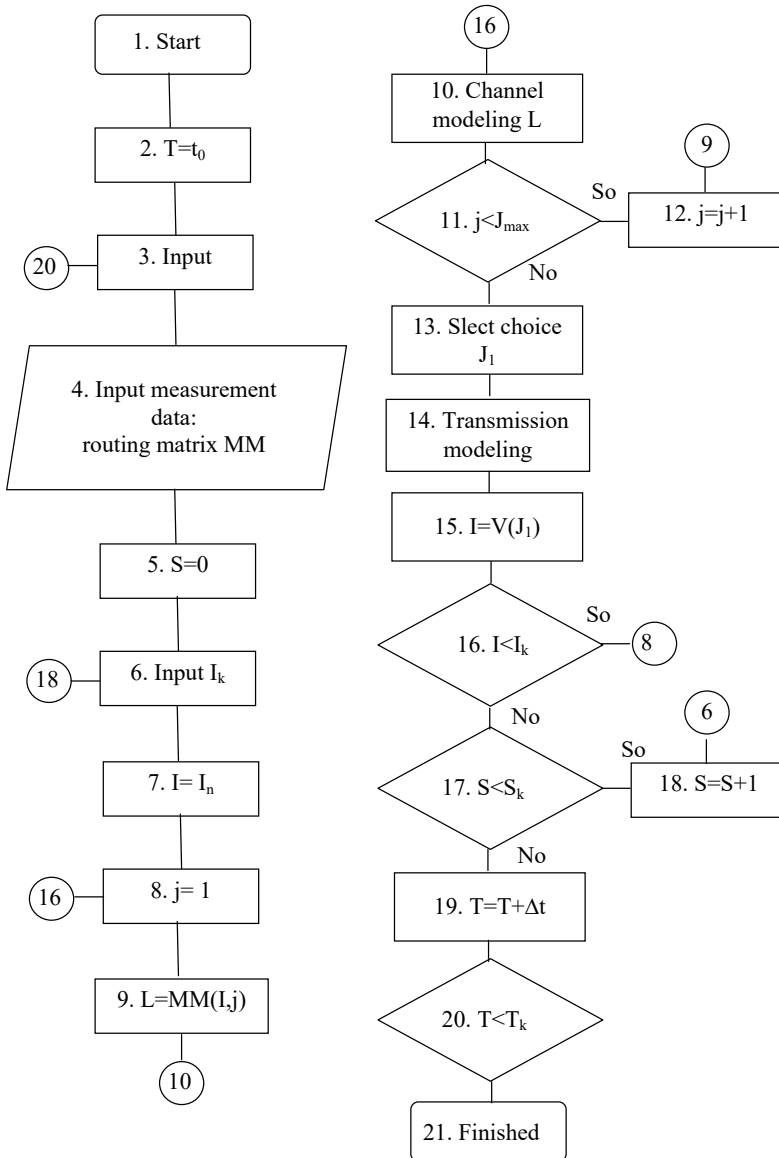 1. Start
2. T=t₀
20
3. Input
4. Input measurement
data:
routing matrix MM
5. S=0
18
6. Input Iₖ
7. I= Iₙ
16
8. j= 1
9. L=MM(I,j)
10
16
10. Channel
modeling L
9
11. j<Jₘₐₓ
So
12. j=j+1
No
13. Slect choice
J₁
14. Transmission
modeling
15. I=V(J₁)
16. I<Iₖ
So
8
No
6
17. S<Sₖ
So
18. S=S+1
No
19. T=T+Δt
20. T<Tₖ
21. Finished